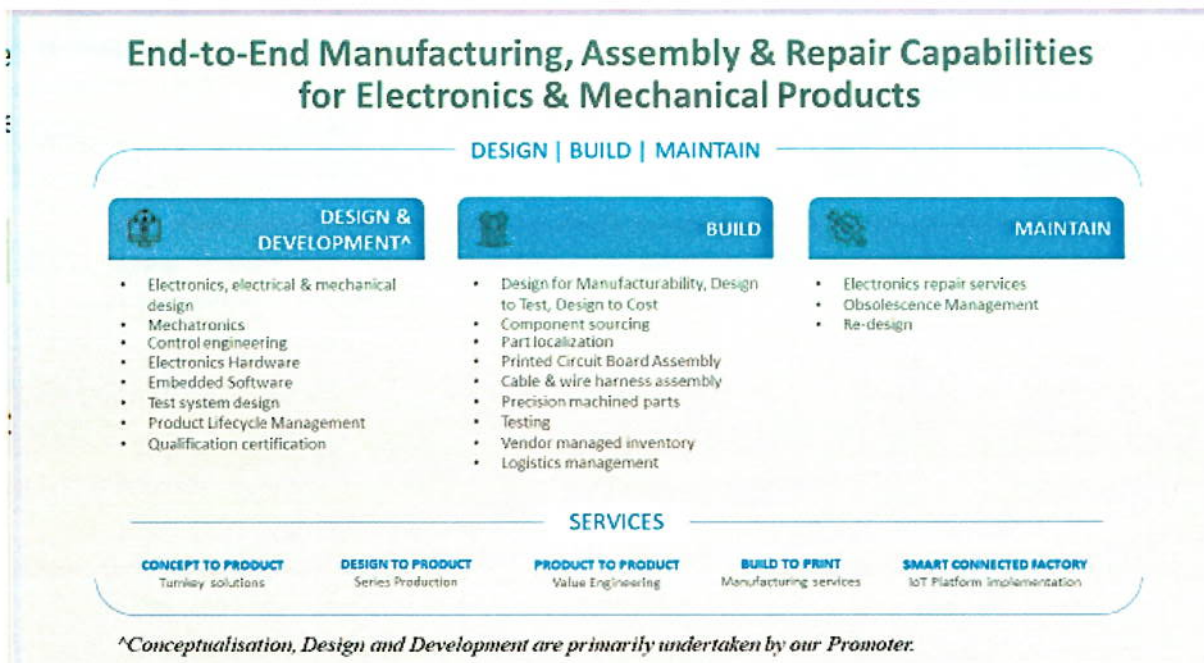 End-to-End Manufacturing, Assembly & Repair Capabilities
for Electronics & Mechanical Products
DESIGN | BUILD | MAINTAIN
DESIGN &
DEVELOPMENT^
• Electronics, electrical & mechanical
design
• Mechatronics
• Control engineering
• Electronics Hardware
• Embedded Software
• Test system design
• Product Lifecycle Management
• Qualification certification
BUILD
• Design for Manufacturability, Design
to Test, Design to Cost
• Component sourcing
• Part localization
• Printed Circuit Board Assembly
• Cable & wire harness assembly
• Precision machined parts
• Testing
• Vendor managed inventory
• Logistics management
MAINTAIN
• Electronics repair services
• Obsolescence Management
• Re-design
SERVICES
CONCEPT TO PRODUCT
Turnkey solutions
DESIGN TO PRODUCT
Series Production
PRODUCT TO PRODUCT
Value Engineering
BUILD TO PRINT
Manufacturing services
SMART CONNECTED FACTORY
IoT Platform implementation
^Conceptualisation, Design and Development are primarily undertaken by our Promoter.